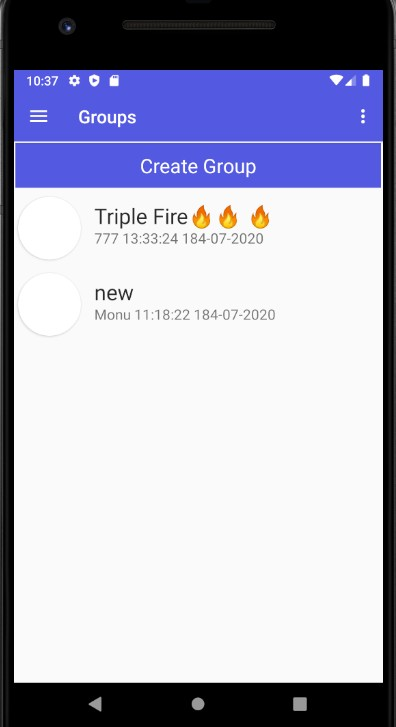 10:37
Groups
Create Group
Triple Fire🔥🔥 🔥
777 13:33:24 184-07-2020
new
Monu 11:18:22 184-07-2020